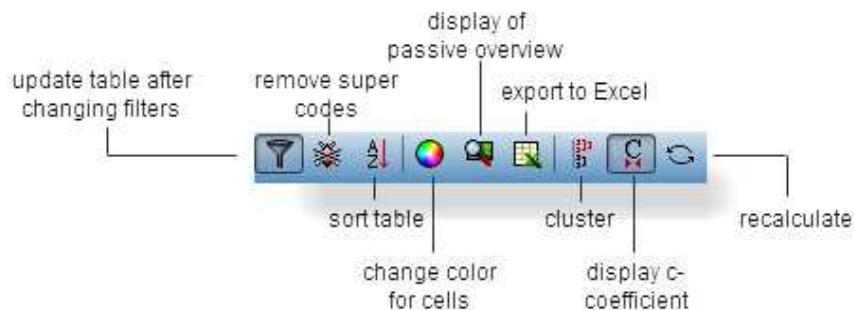 display of
passive overview
update table after
changing filters
remove super
codes
export to Excel
A
Z
C
sort table
cluster
recalculate
change color
for cells
display c-
coefficient